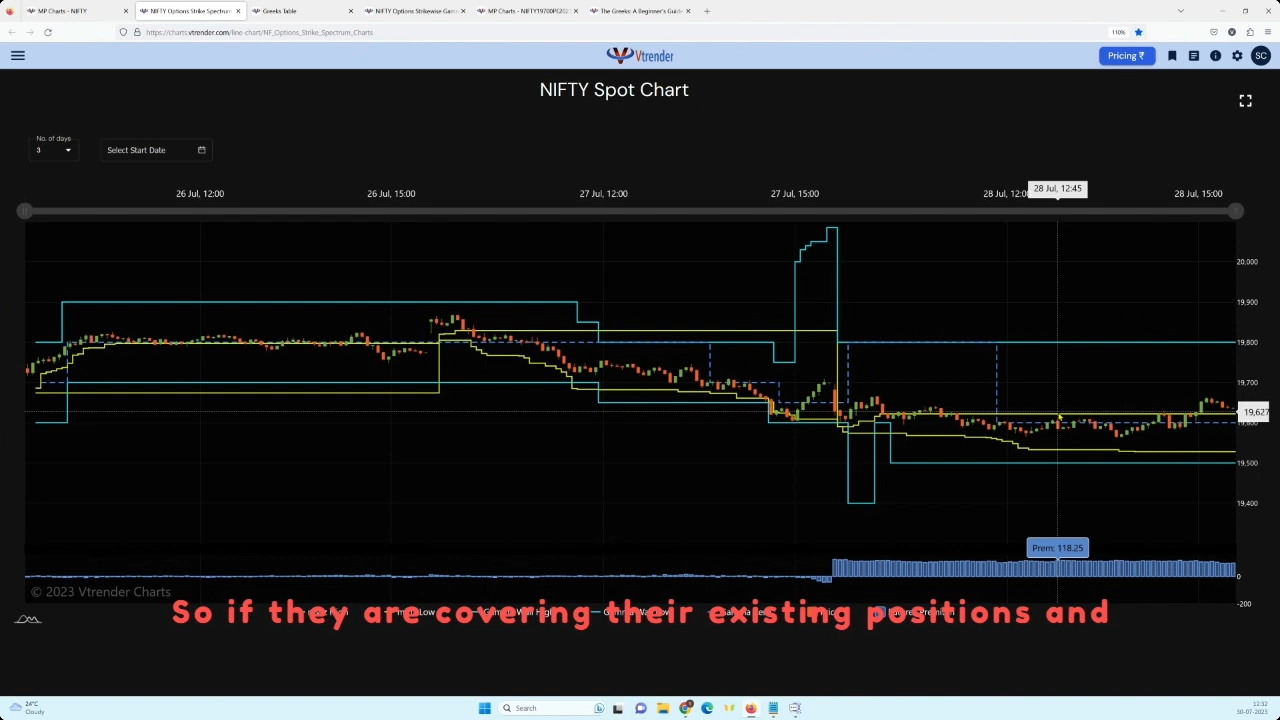 MP Charts - NIFTY
NIFTY Options Strike Spectrum
Greeks Table
NIFTY Options Strikewise Gam
MP Charts - NIFTY19700PE202
The Greeks: A Beginner's Guide
https://charts.vtrender.com/line-chart/NF_Options_Strike_Spectrum_Charts
110%
Vtrender
Pricing ₹
SC
NIFTY Spot Chart
No. of days
3
Select Start Date
26 Jul, 12:00
26 Jul, 15:00
27 Jul, 12:00
27 Jul, 15:00
28 Jul, 12:00
28 Jul, 12:45
28 Jul, 15:00
20,000
19,900
19,800
19,700
19,627
19,600
19,500
19,400
Prem: 118.25
0
-200
© 2023 Vtrender Charts
So if they are covering their existing positions and
24°C
Cloudy
Search
12:32
30-07-2023